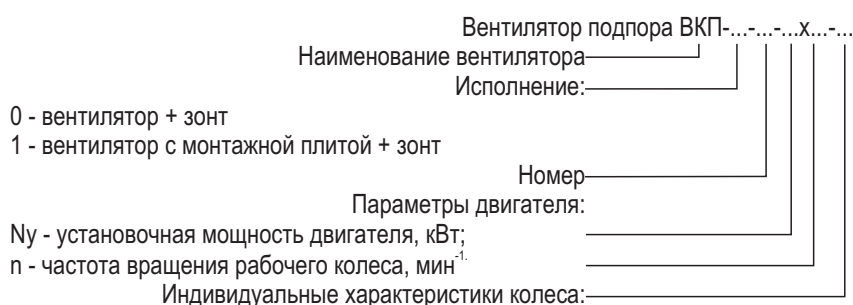 Вентилятор подпора ВКП-...-...-...х...-...
Наименование вентилятора
Исполнение:
0 - вентилятор + зонт
1 - вентилятор с монтажной плитой + зонт
Номер
Параметры двигателя:
Ny - установочная мощность двигателя, кВт;
n - частота вращения рабочего колеса, мин⁻¹.
Индивидуальные характеристики колеса: